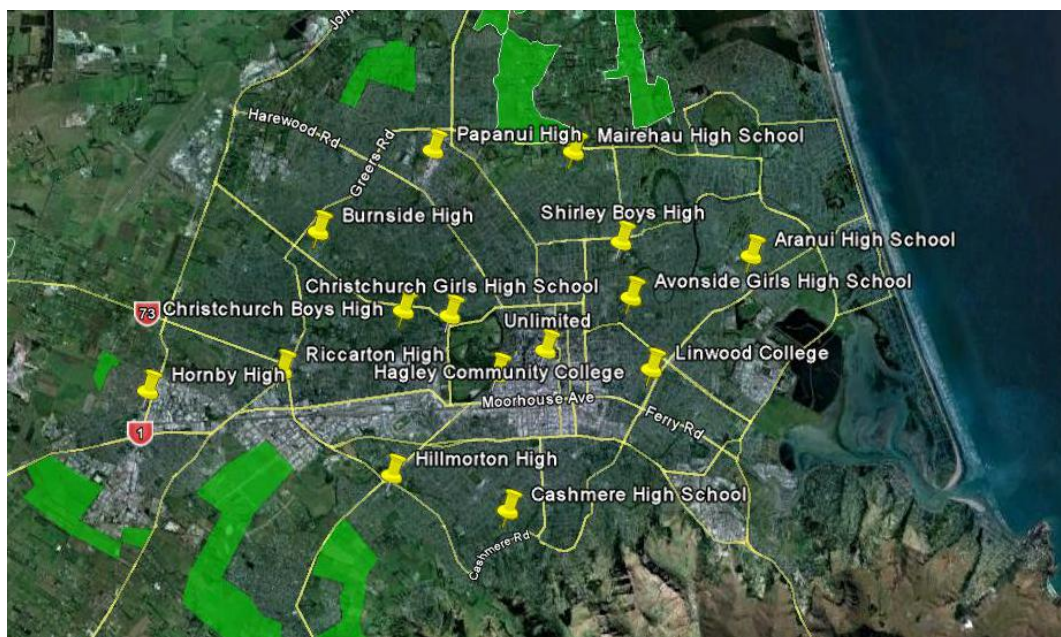 John
Harewood Rd
Greers Rd
Papanui High
Mairehau High School
Burnside High
Shirley Boys High
Aranui High School
Christchurch Girls High School
Avonside Girls High School
73
Christchurch Boys High
Unlimited
Riccarton High
Linwood College
Hornby High
Hagley Community College
Moorhouse Ave
1
Ferry Rd
Hillmorton High
Cashmere High School
Cashmere Rd